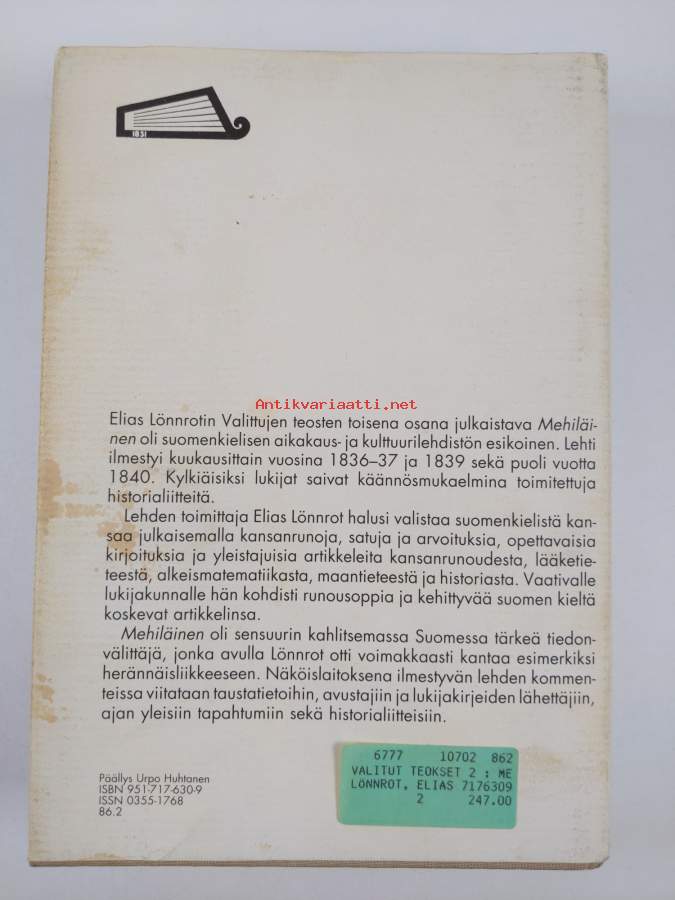 1831
Antikvariaatti.net
Elias Lönnrotin Valittujen teosten toisena osana julkaistava Mehiläi-
nen oli suomenkielisen aikakaus- ja kulttuurilehdistön esikoinen. Lehti
ilmestyi kuukausittain vuosina 1836–37 ja 1839 sekä puoli vuotta
1840. Kylkiäisiksi lukijat saivat käännösmukaelmina toimitettuja
historialiitteitä.
Lehden toimittaja Elias Lönnrot halusi valistaa suomenkielistä kan-
saa julkaisemalla kansanrunoja, satuja ja arvoituksia, opettavaisia
kirjoituksia ja yleistajuisia artikkeleita kansanrunoudesta, lääketie-
teestä, alkeismatematiikasta, maantieteestä ja historiasta. Vaativalle
lukijakunnalle hän kohdisti runousoppia ja kehittyvää suomen kieltä
koskevat artikkelinsa.
Mehiläinen oli sensuurin kahlitsemassa Suomessa tärkeä tiedon-
välittäjä, jonka avulla Lönnrot otti voimakkaasti kantaa esimerkiksi
herännäisliikkeeseen. Näköislaitoksena ilmestyvän lehden kommen-
teissa viitataan taustatietoihin, avustajiin ja lukijakirjeiden lähettäjiin,
ajan yleisiin tapahtumiin sekä historialiitteisiin.
Päällys Urpo Huhtanen
ISBN 951-717-630-9
ISSN 0355-1768
86.2
6777 10702 862
VALITUT TEOKSET 2 : ME
LÖNNROT, ELIAS 7176309
2 247.00